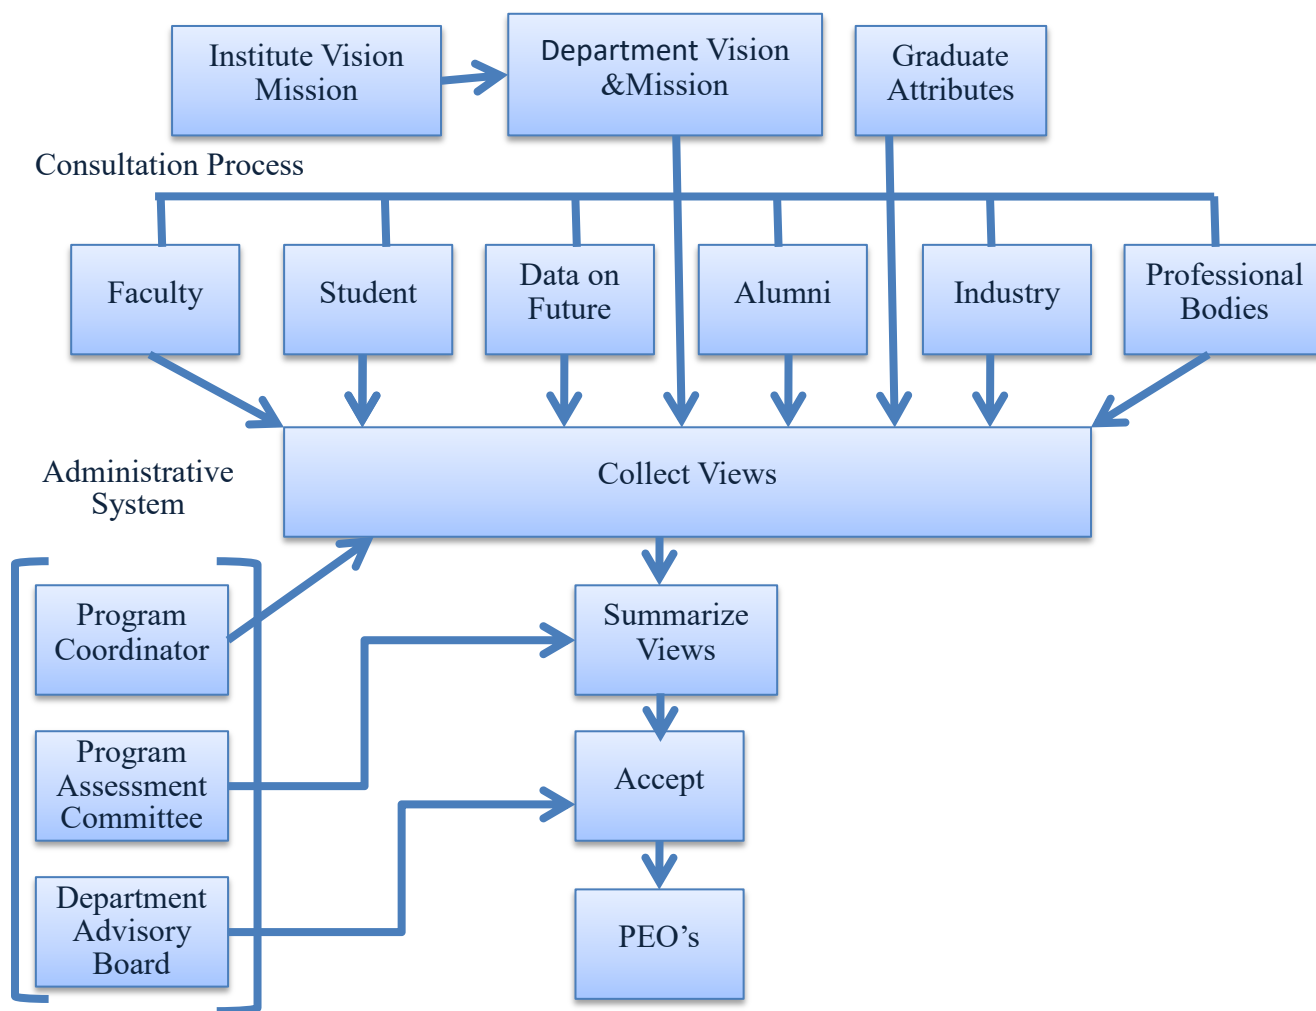 Institute Vision
Mission
Department Vision
&Mission
Graduate
Attributes
Consultation Process
Faculty
Student
Data on
Future
Alumni
Industry
Professional
Bodies
Collect Views
Administrative
System
Program
Coordinator
Summarize
Views
Program
Assessment
Committee
Accept
Department
Advisory
Board
PEO’s